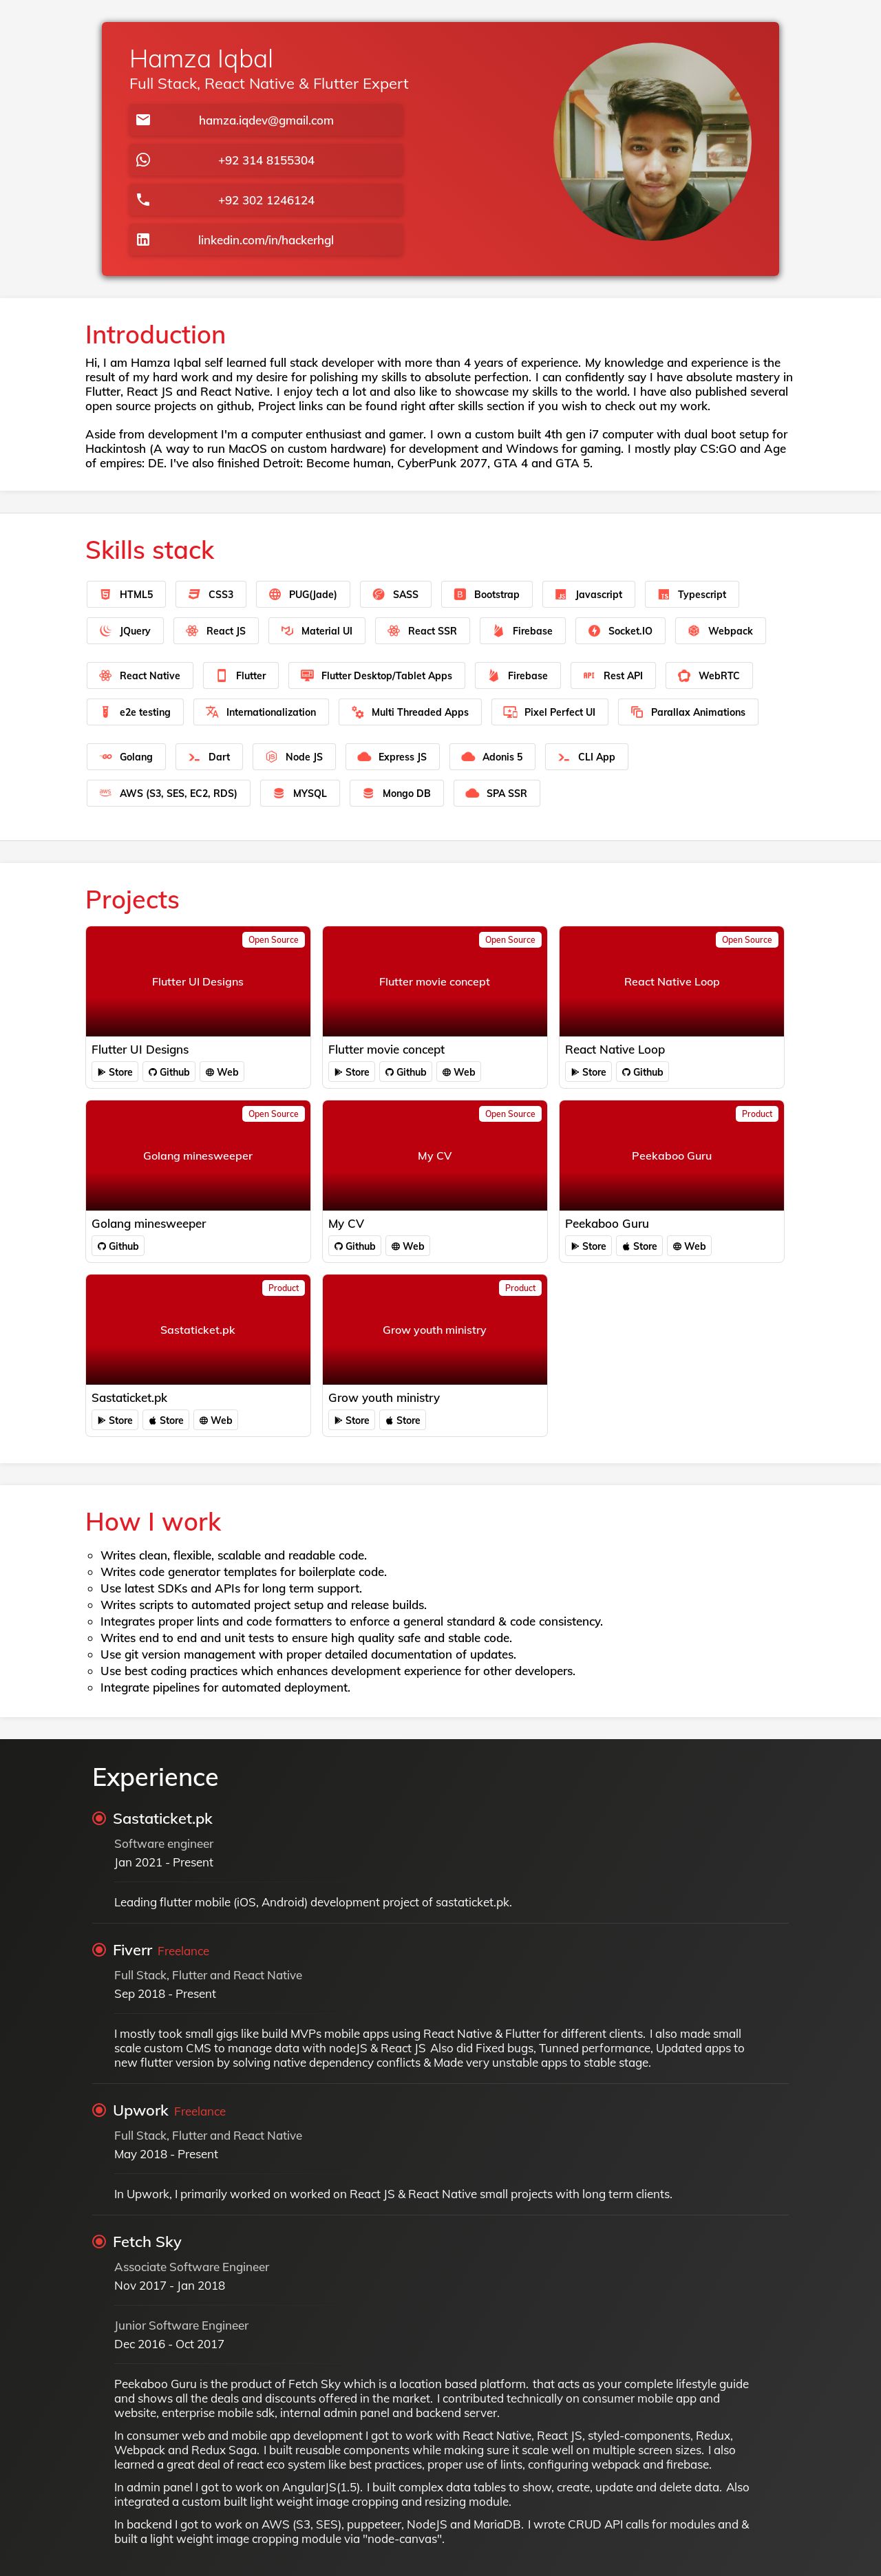 Hamza Iqbal
Full Stack, React Native & Flutter Expert
hamza.iqdev@gmail.com
+92 314 8155304
+92 302 1246124
linkedin.com/in/hackerhgl
Introduction
Hi, I am Hamza Iqbal self learned full stack developer with more than 4 years of experience. My knowledge and experience is the
result of my hard work and my desire for polishing my skills to absolute perfection. I can confidently say I have absolute mastery in
Flutter, React JS and React Native. I enjoy tech a lot and also like to showcase my skills to the world. I have also published several
open source projects on github, Project links can be found right after skills section if you wish to check out my work.
Aside from development I'm a computer enthusiast and gamer. I own a custom built 4th gen i7 computer with dual boot setup for
Hackintosh (A way to run MacOS on custom hardware) for development and Windows for gaming. I mostly play CS:GO and Age
of empires: DE. I've also finished Detroit: Become human, CyberPunk 2077, GTA 4 and GTA 5.
Skills stack
HTML5 CSS3 PUG(Jade) SASS Bootstrap Javascript Typescript
JQuery React JS Material UI React SSR Firebase Socket.IO Webpack
React Native Flutter Flutter Desktop/Tablet Apps Firebase Rest API WebRTC
e2e testing Internationalization Multi Threaded Apps Pixel Perfect UI Parallax Animations
Golang Dart Node JS Express JS Adonis 5 CLI App
AWS (S3, SES, EC2, RDS) MYSQL Mongo DB SPA SSR
Projects
Open Source Open Source Open Source
Flutter UI Designs Flutter movie concept React Native Loop
Flutter UI Designs Flutter movie concept React Native Loop
Store Github Web Store Github Web Store Github
Open Source Open Source Product
Golang minesweeper My CV Peekaboo Guru
Golang minesweeper My CV Peekaboo Guru
Github Github Web Store Store Web
Product Product
Sastaticket.pk Grow youth ministry
Sastaticket.pk Grow youth ministry
Store Store Web Store Store
How I work
Writes clean, flexible, scalable and readable code.
Writes code generator templates for boilerplate code.
Use latest SDKs and APIs for long term support.
Writes scripts to automated project setup and release builds.
Integrates proper lints and code formatters to enforce a general standard & code consistency.
Writes end to end and unit tests to ensure high quality safe and stable code.
Use git version management with proper detailed documentation of updates.
Use best coding practices which enhances development experience for other developers.
Integrate pipelines for automated deployment.
Experience
Sastaticket.pk
Software engineer
Jan 2021 - Present
Leading flutter mobile (iOS, Android) development project of sastaticket.pk.
Fiverr Freelance
Full Stack, Flutter and React Native
Sep 2018 - Present
I mostly took small gigs like build MVPs mobile apps using React Native & Flutter for different clients. I also made small
scale custom CMS to manage data with nodeJS & React JS Also did Fixed bugs, Tunned performance, Updated apps to
new flutter version by solving native dependency conflicts & Made very unstable apps to stable stage.
Upwork Freelance
Full Stack, Flutter and React Native
May 2018 - Present
In Upwork, I primarily worked on worked on React JS & React Native small projects with long term clients.
Fetch Sky
Associate Software Engineer
Nov 2017 - Jan 2018
Junior Software Engineer
Dec 2016 - Oct 2017
Peekaboo Guru is the product of Fetch Sky which is a location based platform. that acts as your complete lifestyle guide
and shows all the deals and discounts offered in the market. I contributed technically on consumer mobile app and
website, enterprise mobile sdk, internal admin panel and backend server.
In consumer web and mobile app development I got to work with React Native, React JS, styled-components, Redux,
Webpack and Redux Saga. I built reusable components while making sure it scale well on multiple screen sizes. I also
learned a great deal of react eco system like best practices, proper use of lints, configuring webpack and firebase.
In admin panel I got to work on AngularJS(1.5). I built complex data tables to show, create, update and delete data. Also
integrated a custom built light weight image cropping and resizing module.
In backend I got to work on AWS (S3, SES), puppeteer, NodeJS and MariaDB. I wrote CRUD API calls for modules and &
built a light weight image cropping module via "node-canvas".